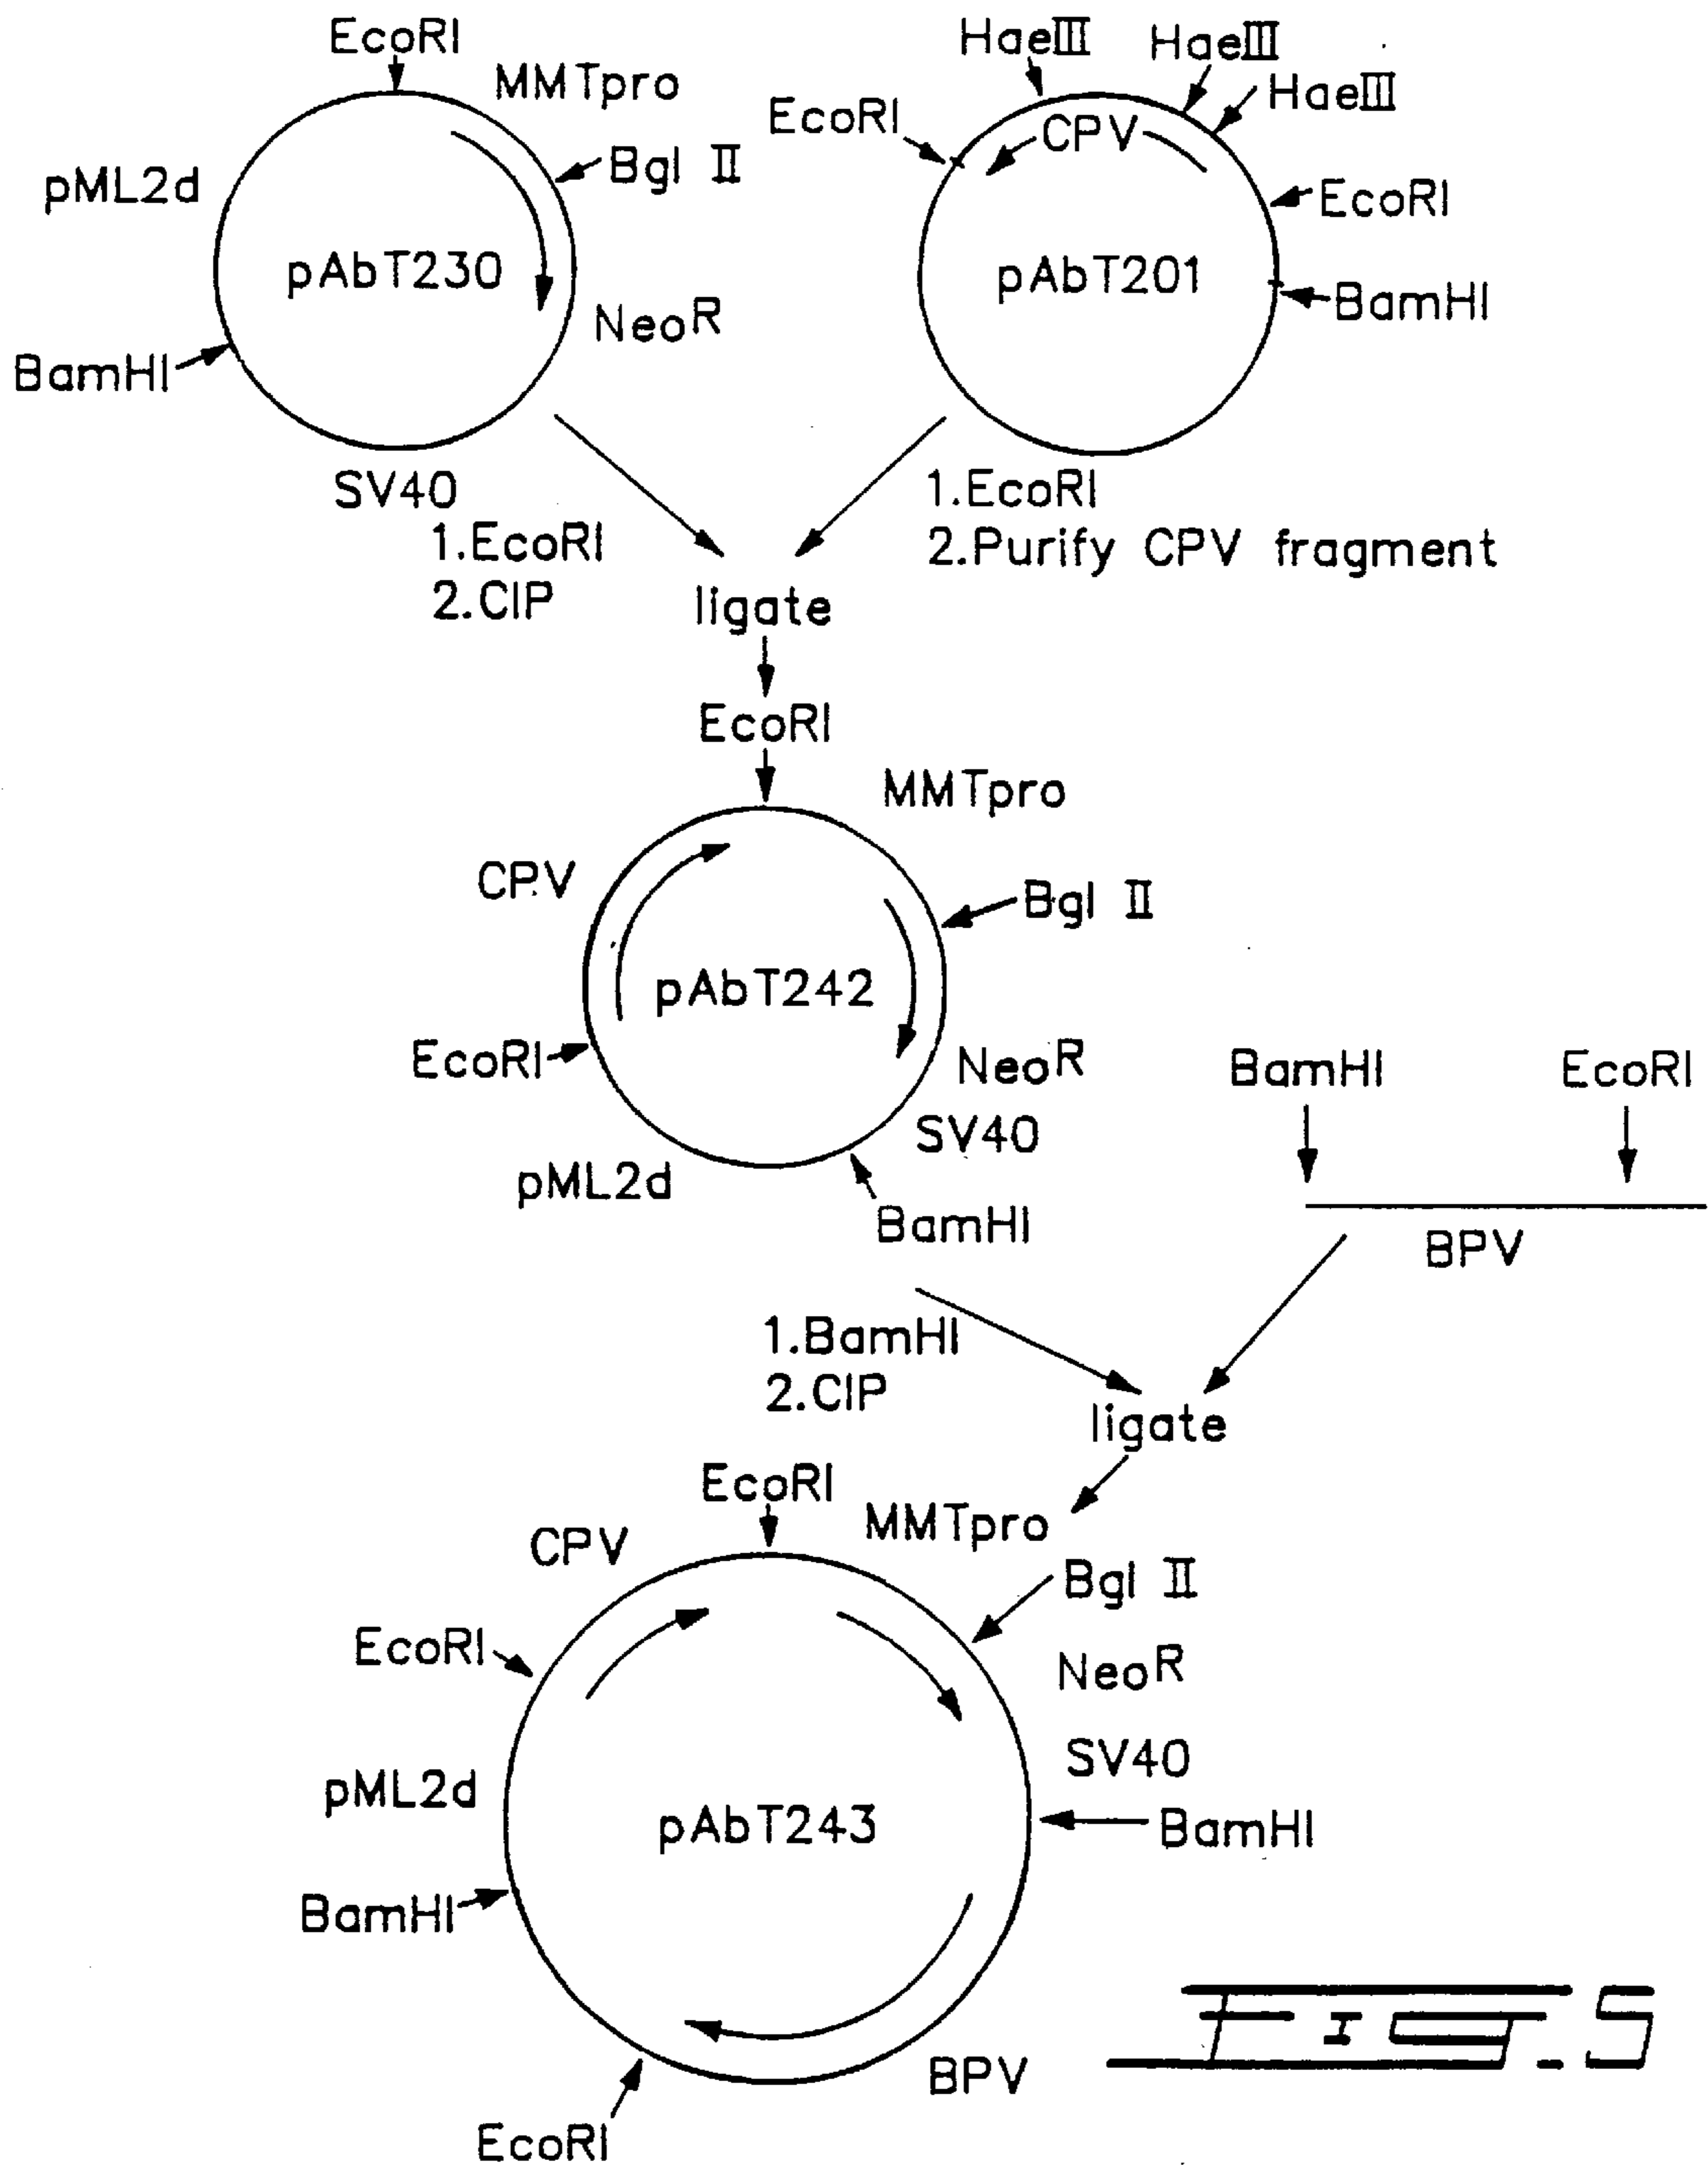 EcoRI
MMTpro
Bgl II
pML2d
pAbT230
NeoR
BamHI
SV40
1.EcoRI
2.CIP
HaeIII
HaeIII
HaeIII
EcoRI
CPV
EcoRI
pAbT201
BamHI
1.EcoRI
2.Purify CPV fragment
ligate
EcoRI
MMTpro
CPV
Bgl II
pAbT242
EcoRI
NeoR
SV40
pML2d
BamHI
BamHI
EcoRI
BPV
1.BamHI
2.CIP
ligate
EcoRI
MMTpro
CPV
Bgl II
EcoRI
NeoR
SV40
pML2d
pAbT243
BamHI
BamHI
BPV
EcoRI
FIG.5